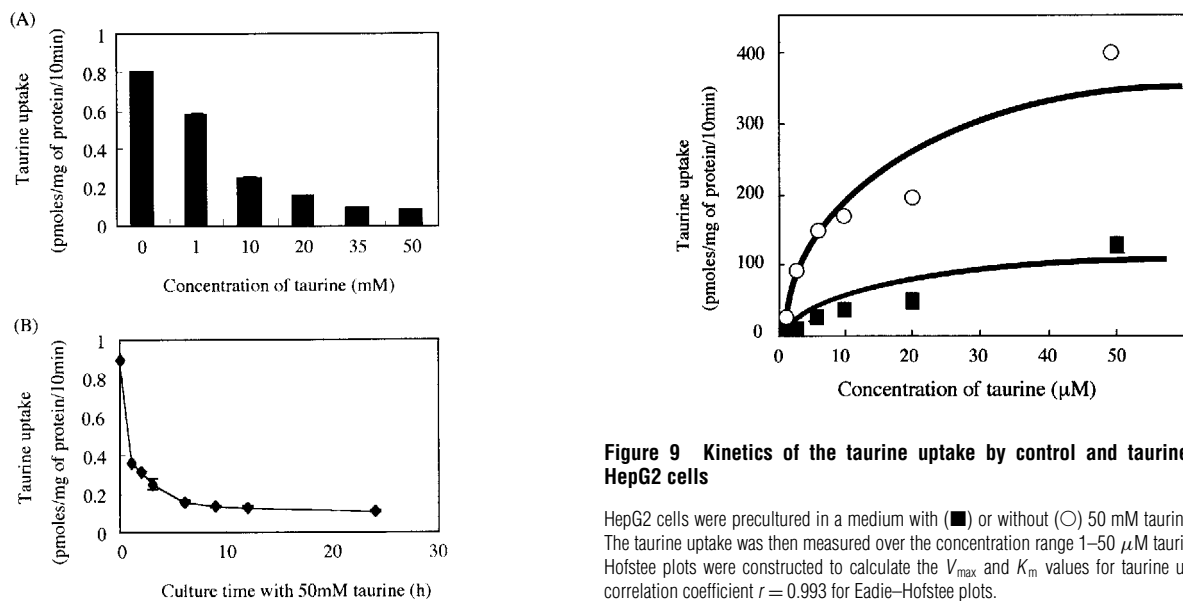 (A)
1
0.8
0.6
0.4
0.2
0
Taurine uptake
(pmoles/mg of protein/10min)
0 1 10 20 35 50
Concentration of taurine (mM)
(B)
1
0.8
0.6
0.4
0.2
0
Taurine uptake
(pmoles/mg of protein/10min)
0 10 20 30
Culture time with 50mM taurine (h)
400
300
200
100
0
Taurine uptake
(pmoles/mg of protein/10min)
0 10 20 30 40 50
Concentration of taurine (μM)
Figure 9 Kinetics of the taurine uptake by control and taurine
HepG2 cells
HepG2 cells were precultured in a medium with (■) or without (○) 50 mM taurin
The taurine uptake was then measured over the concentration range 1–50 μM tauri
Hofstee plots were constructed to calculate the Vmax and Km values for taurine u
correlation coefficient r = 0.993 for Eadie–Hofstee plots.